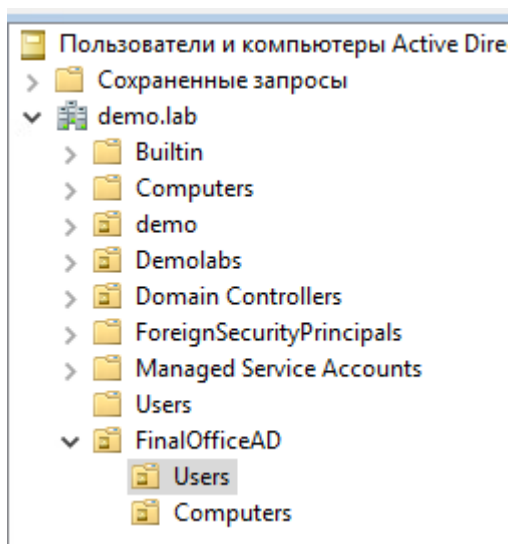 Пользователи и компьютеры Active Dire
Сохраненные запросы
demo.lab
Builtin
Computers
demo
Demolabs
Domain Controllers
ForeignSecurityPrincipals
Managed Service Accounts
Users
FinalOfficeAD
Users
Computers